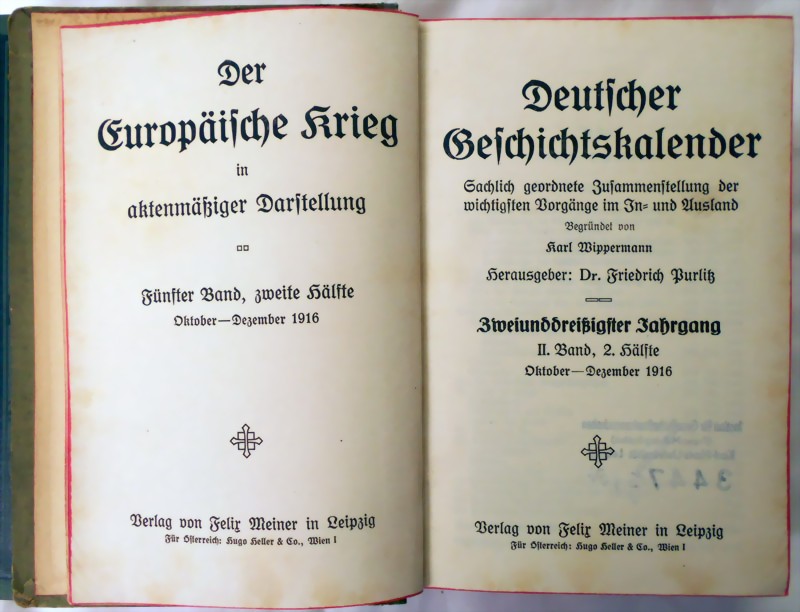 Der
Europäische Krieg
in
aktenmäßiger Darstellung
Fünfter Band, zweite Hälfte
Oktober—Dezember 1916
Verlag von Felix Meiner in Leipzig
Für Österreich: Hugo Heller & Co., Wien I
Deutscher
Geschichtskalender
Sachlich geordnete Zusammenstellung der
wichtigsten Vorgänge im In- und Ausland
Begründet von
Karl Wippermann
Herausgeber: Dr. Friedrich Purlitz
Zweiunddreißigster Jahrgang
II. Band, 2. Hälfte
Oktober—Dezember 1916
Verlag von Felix Meiner in Leipzig
Für Österreich: Hugo Heller & Co., Wien I